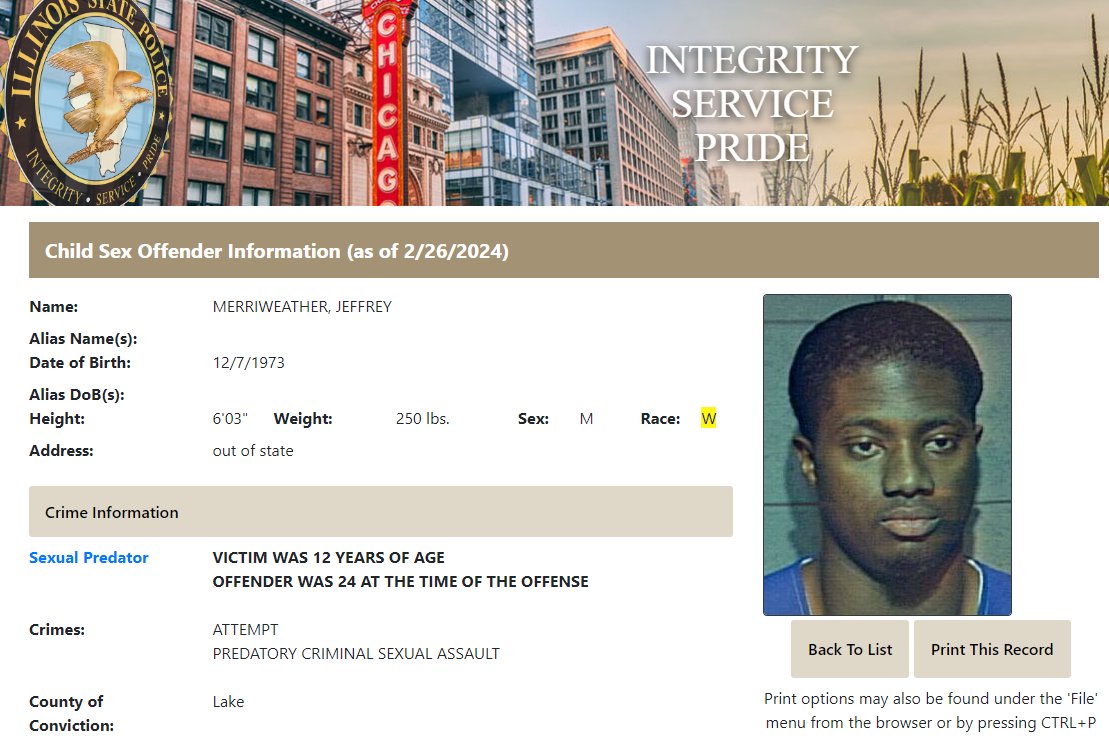 ILLINOIS STATE POLICE
INTEGRITY • SERVICE • PRIDE
CHICAGO
INTEGRITY
SERVICE
PRIDE
Child Sex Offender Information (as of 2/26/2024)
Name: MERRIWEATHER, JEFFREY
Alias Name(s):
Date of Birth: 12/7/1973
Alias DoB(s):
Height: 6'03" Weight: 250 lbs. Sex: M Race: W
Address: out of state
Crime Information
Sexual Predator VICTIM WAS 12 YEARS OF AGE
OFFENDER WAS 24 AT THE TIME OF THE OFFENSE
Crimes: ATTEMPT
PREDATORY CRIMINAL SEXUAL ASSAULT
County of Lake
Conviction:
Back To List Print This Record
Print options may also be found under the 'File'
menu from the browser or by pressing CTRL+P